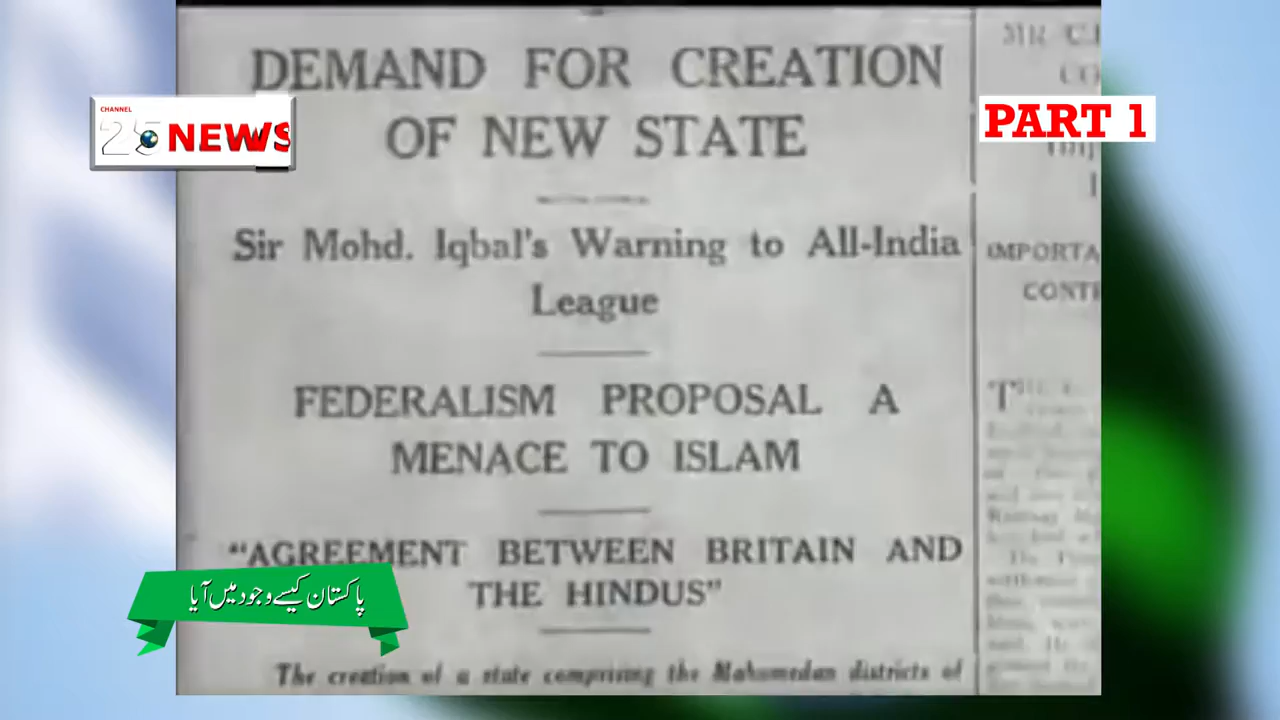 DEMAND FOR CREATION
OF NEW STATE
Sir Mohd. Iqbal's Warning to All-India
League
FEDERALISM PROPOSAL A
MENACE TO ISLAM
"AGREEMENT BETWEEN BRITAIN AND
THE HINDUS"
The creation of a state comprising the Mahomedan districts of
CHANNEL
25 NEWS
PART 1
IMPORTA
CONTE
پاکستان کیسے وجود میں آیا